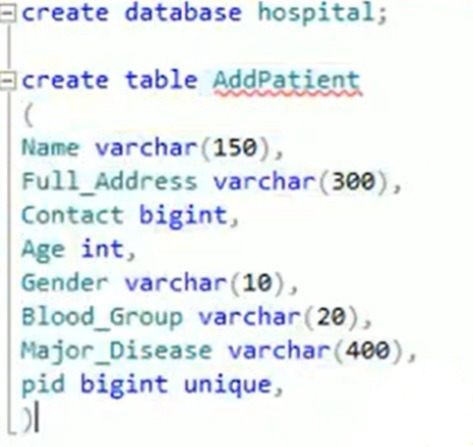 create database hospital;
create table AddPatient
(
Name varchar(150),
Full_Address varchar(300),
Contact bigint,
Age int,
Gender varchar(10),
Blood_Group varchar(20),
Major_Disease varchar(400),
pid bigint unique,
)